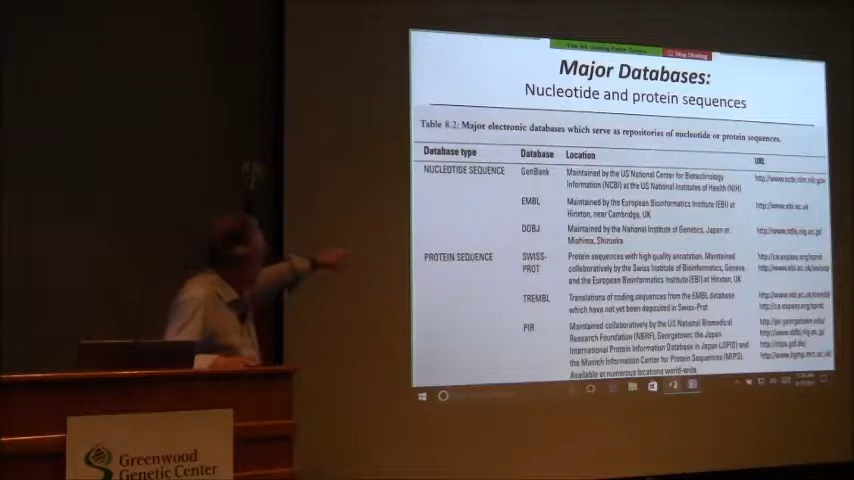 Stop Sharing
Major Databases:
Nucleotide and protein sequences
Table 8.2: Major electronic databases which serve as repositories of nucleotide or protein sequences.
Database type Database Location URL
NUCLEOTIDE SEQUENCE GenBank Maintained by the US National Center for Biotechnology http://www.ncbi.nlm.nih.gov
Information (NCBI) at the US National Institutes of Health (NIH)
EMBL Maintained by the European Bioinformatics Institute (EBI) at http://www.ebi.ac.uk
Hinxton, near Cambridge, UK
DDBJ Maintained by the National Institute of Genetics, Japan at http://www.ddbj.nig.ac.jp/
Mishima, Shizuoka
PROTEIN SEQUENCE SWISS- Protein sequences with high quality annotation. Maintained
PROT collaboratively by the Swiss Institute of Bioinformatics, Geneva
and the European Bioinformatics Institute (EBI) at Hinxton, UK
TREMBL Translations of coding sequences from the EMBL database
which have not yet been deposited in Swiss-Prot
PIR Maintained collaboratively by the US National Biomedical
Research Foundation (NBRF), Georgetown; the Japan
International Protein Information Database in Japan (JIPID) and
the Munich Information Center for Protein Sequences (MIPS).
Available at numerous locations world-wide
Greenwood
Genetic Center